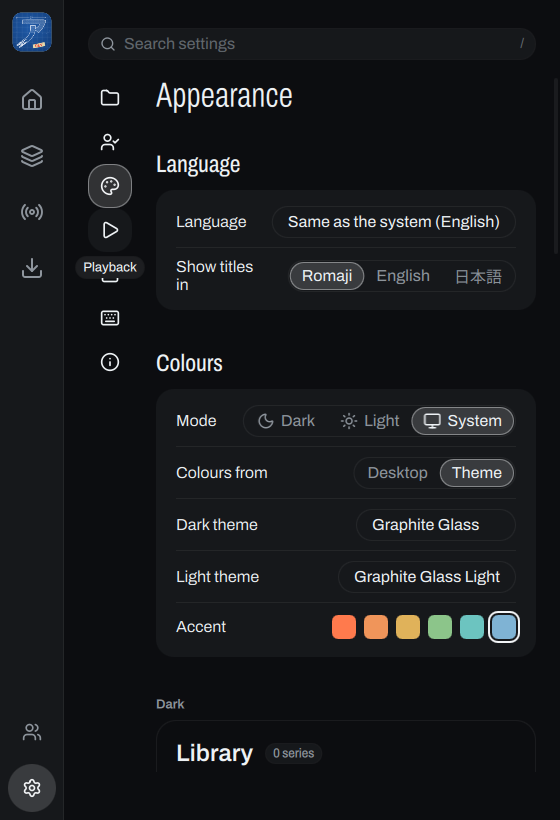 Search settings /
Appearance
Language
Language Same as the system (English)
Show titles in Romaji English 日本語
Playback
Colours
Mode Dark Light System
Colours from Desktop Theme
Dark theme Graphite Glass
Light theme Graphite Glass Light
Accent
Dark
Library 0 series